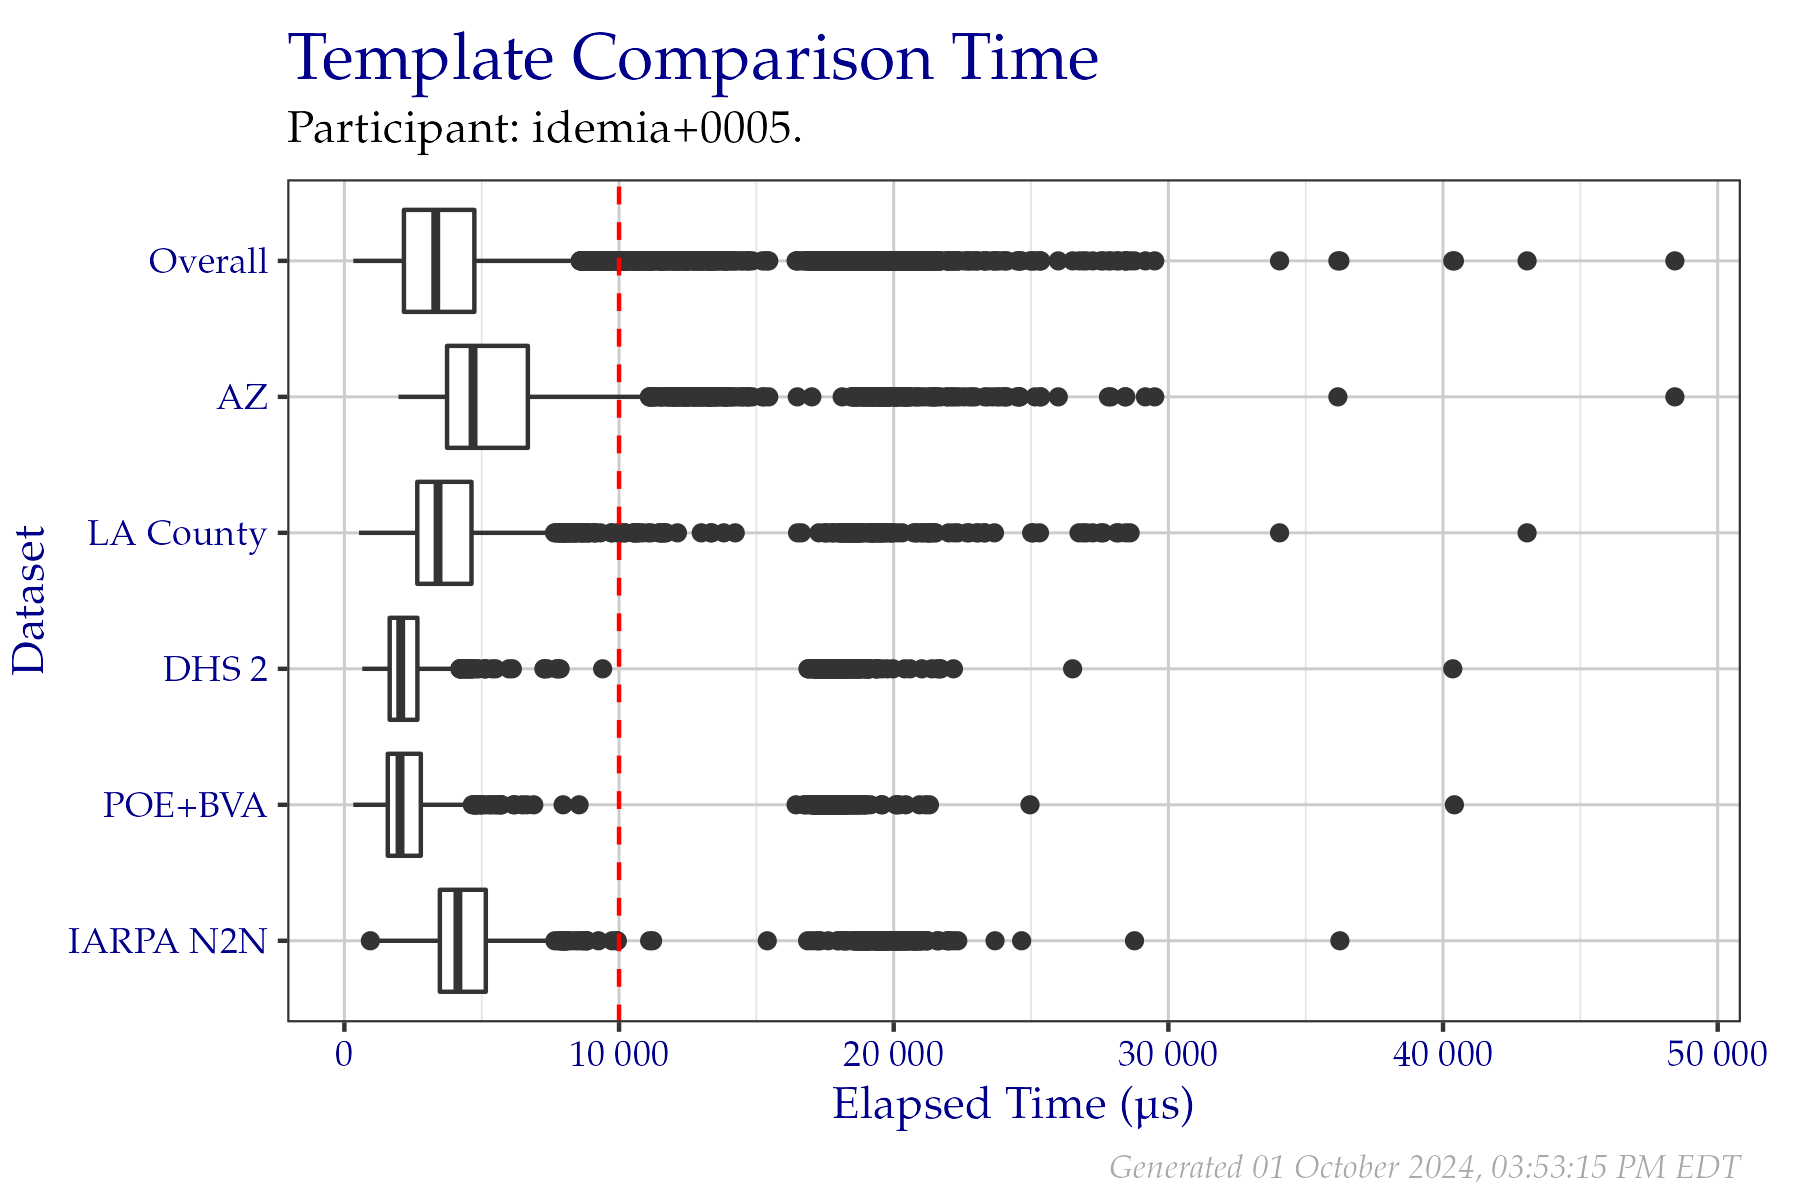 Template Comparison Time
Participant: idemia+0005.
Dataset
Overall
AZ
LA County
DHS 2
POE+BVA
IARPA N2N
0 10 000 20 000 30 000 40 000 50 000
Elapsed Time (µs)
Generated 01 October 2024, 03:53:15 PM EDT